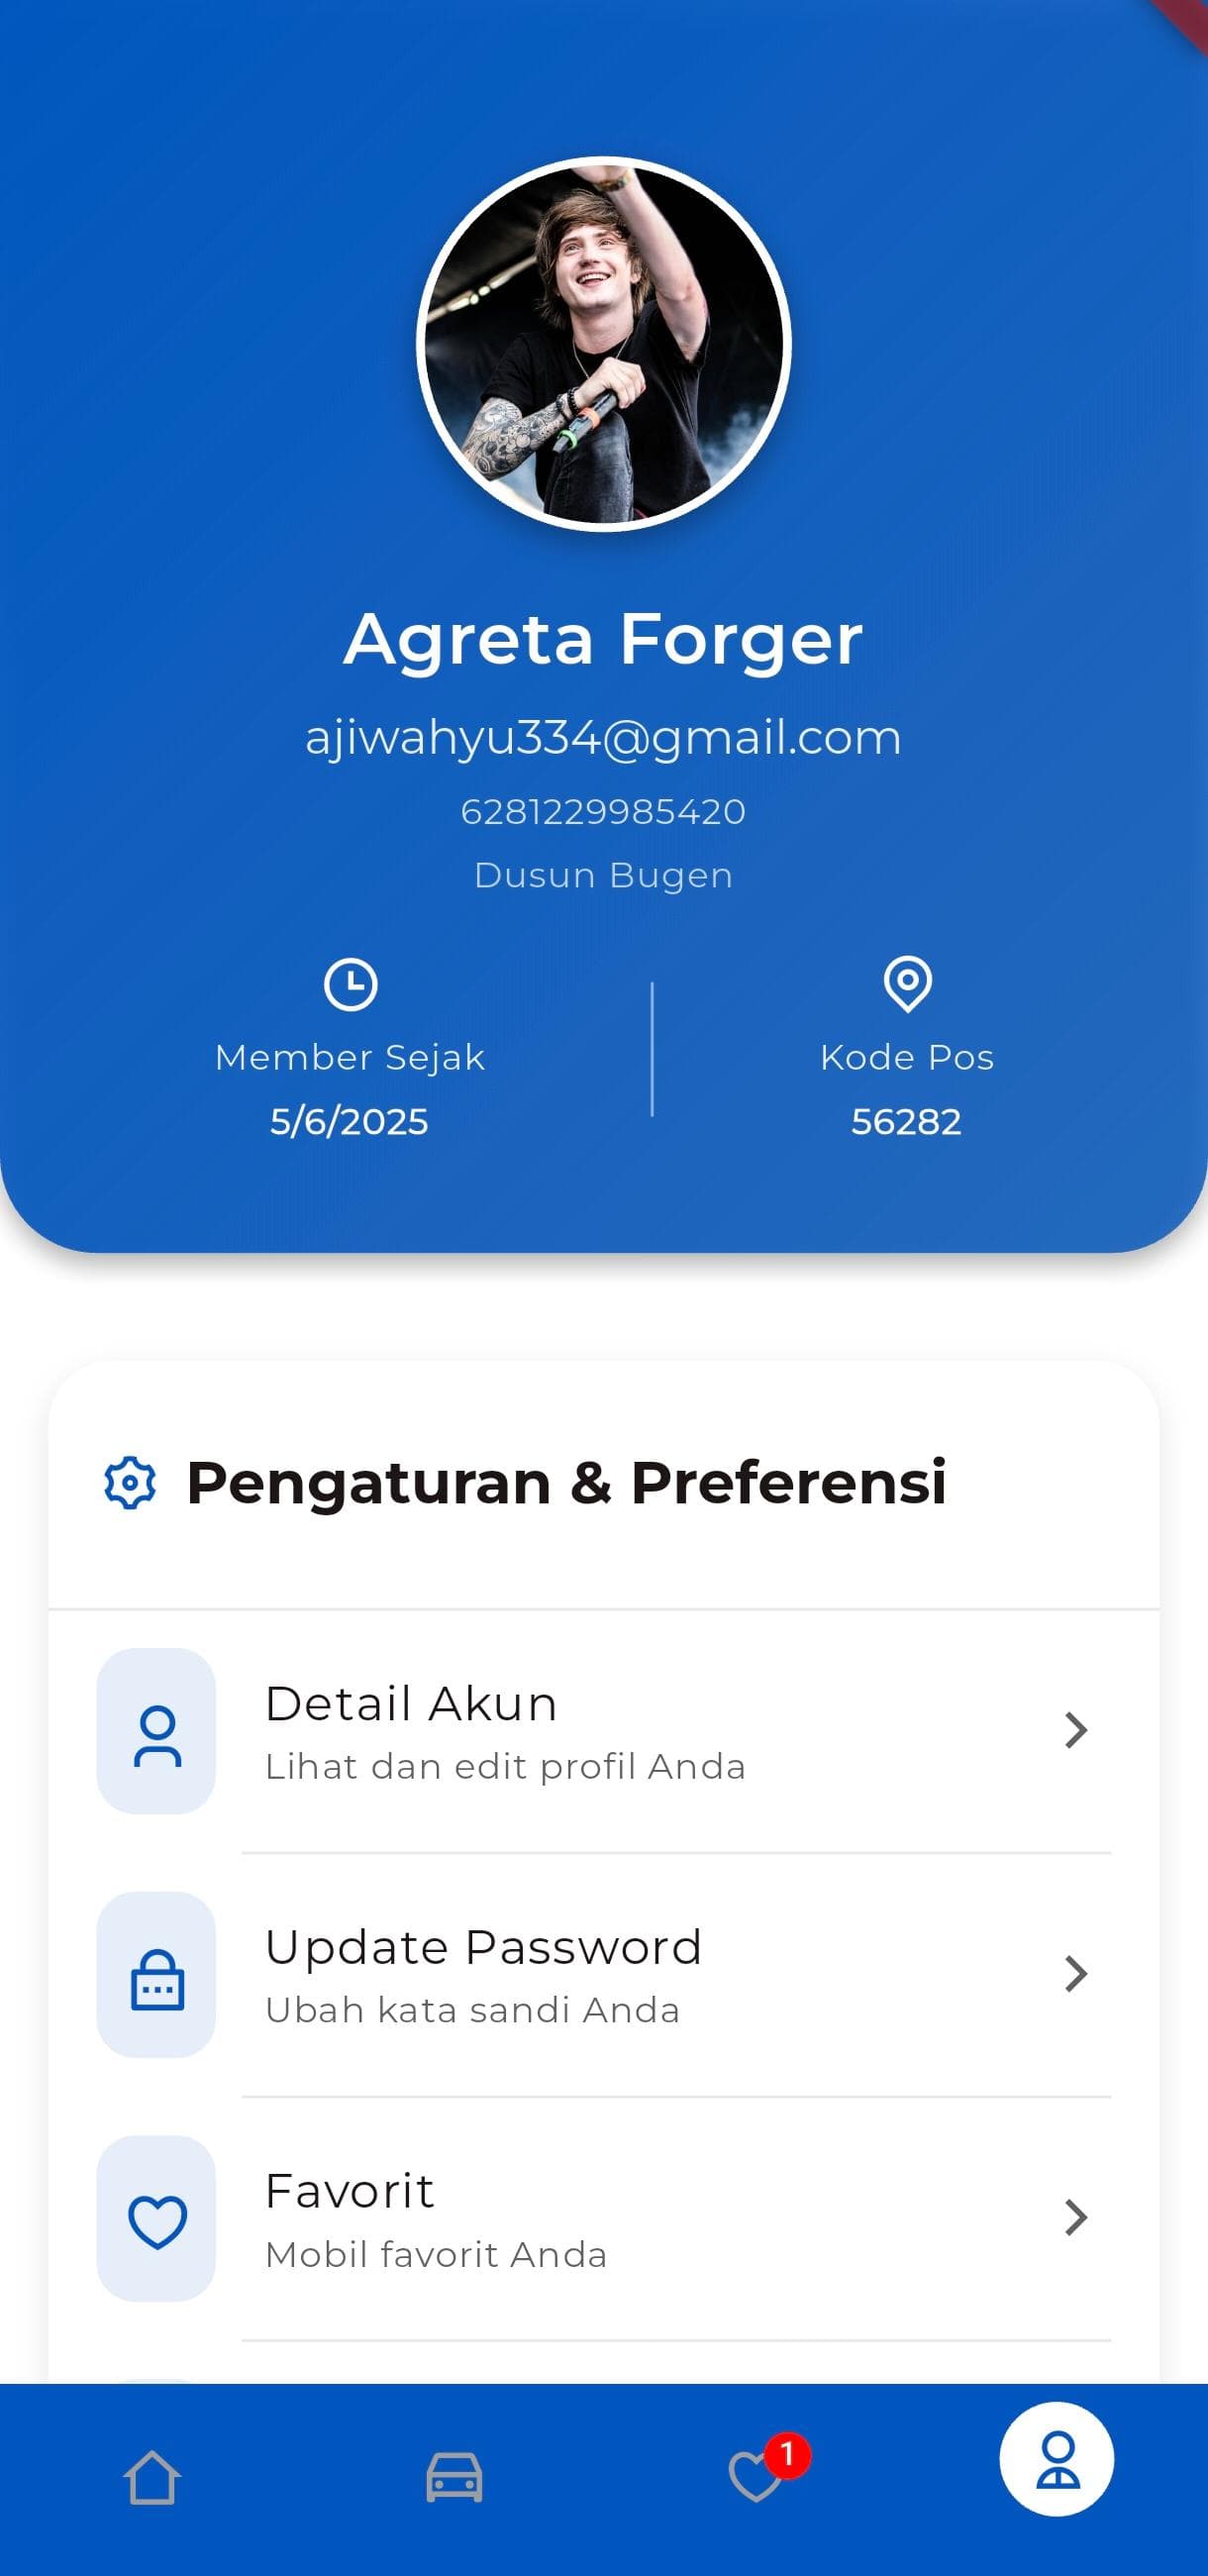 Agreta Forger
ajiwahyu334@gmail.com
6281229985420
Dusun Bugen
Member Sejak
5/6/2025
Kode Pos
56282
Pengaturan & Preferensi
Detail Akun
Lihat dan edit profil Anda
Update Password
Ubah kata sandi Anda
Favorit
Mobil favorit Anda
1